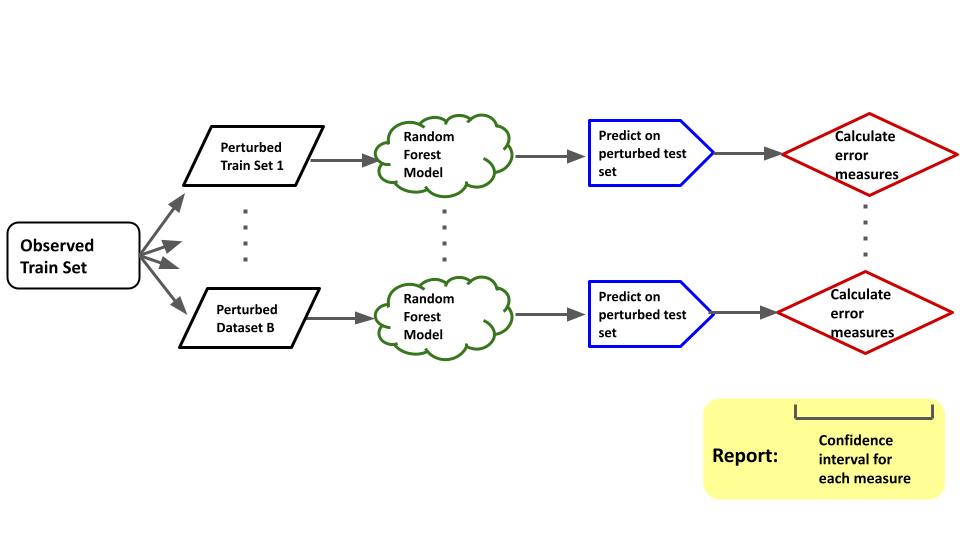 Observed
Train Set
Perturbed
Train Set 1
Random
Forest
Model
Predict on
perturbed test
set
Calculate
error
measures
Perturbed
Dataset B
Random
Forest
Model
Predict on
perturbed test
set
Calculate
error
measures
Report:
Confidence
interval for
each measure